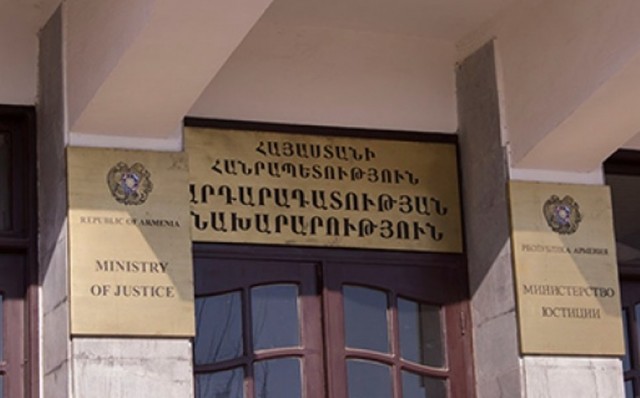 REPUBLIC OF ARMENIA
MINISTRY
OF JUSTICE
ՀԱՅԱՍՏԱՆԻ
ՀԱՆՐԱՊԵՏՈՒԹՅՈՒՆ
ԱՐԴԱՐԱԴԱՏՈՒԹՅԱՆ
ՆԱԽԱՐԱՐՈՒԹՅՈՒՆ
РЕСПУБЛИКА АРМЕНИЯ
МИНИСТЕРСТВО
ЮСТИЦИИ